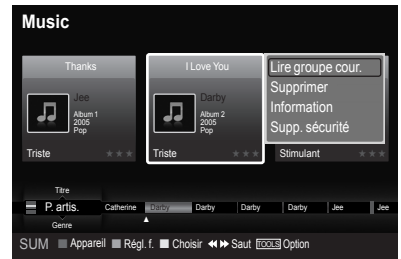 Music
Thanks
Jee
Album 1
2005
Pop
Triste
I Love You
Darby
Album 2
2005
Pop
Triste
Lire groupe cour.
Supprimer
Information
Supp. sécurité
Stimulant
Titre
P. artis.
Genre
Catherine Darby Darby Darby Darby Jee Jee
SUM Appareil Régl. f. Choisir Saut TOOLS Option